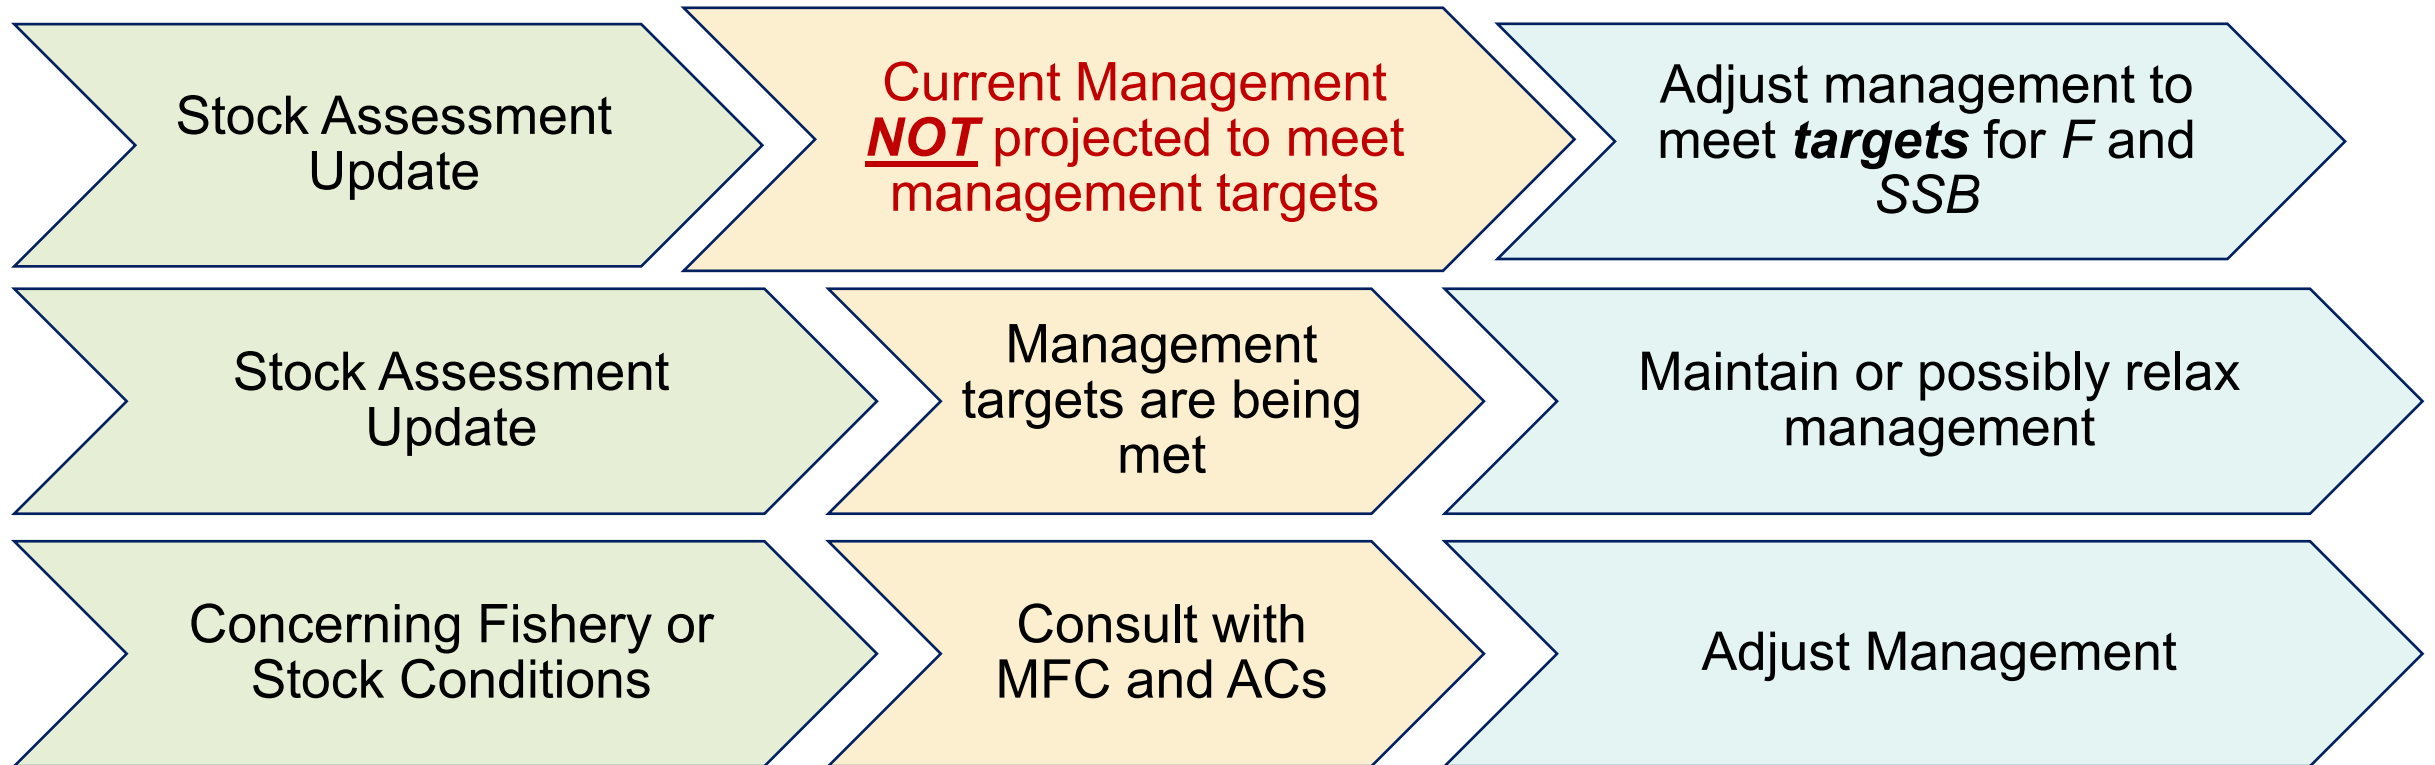 Stock Assessment
Update
Current Management
NOT projected to meet
management targets
Adjust management to
meet targets for F and
SSB
Stock Assessment
Update
Management
targets are being
met
Maintain or possibly relax
management
Concerning Fishery or
Stock Conditions
Consult with
MFC and ACs
Adjust Management